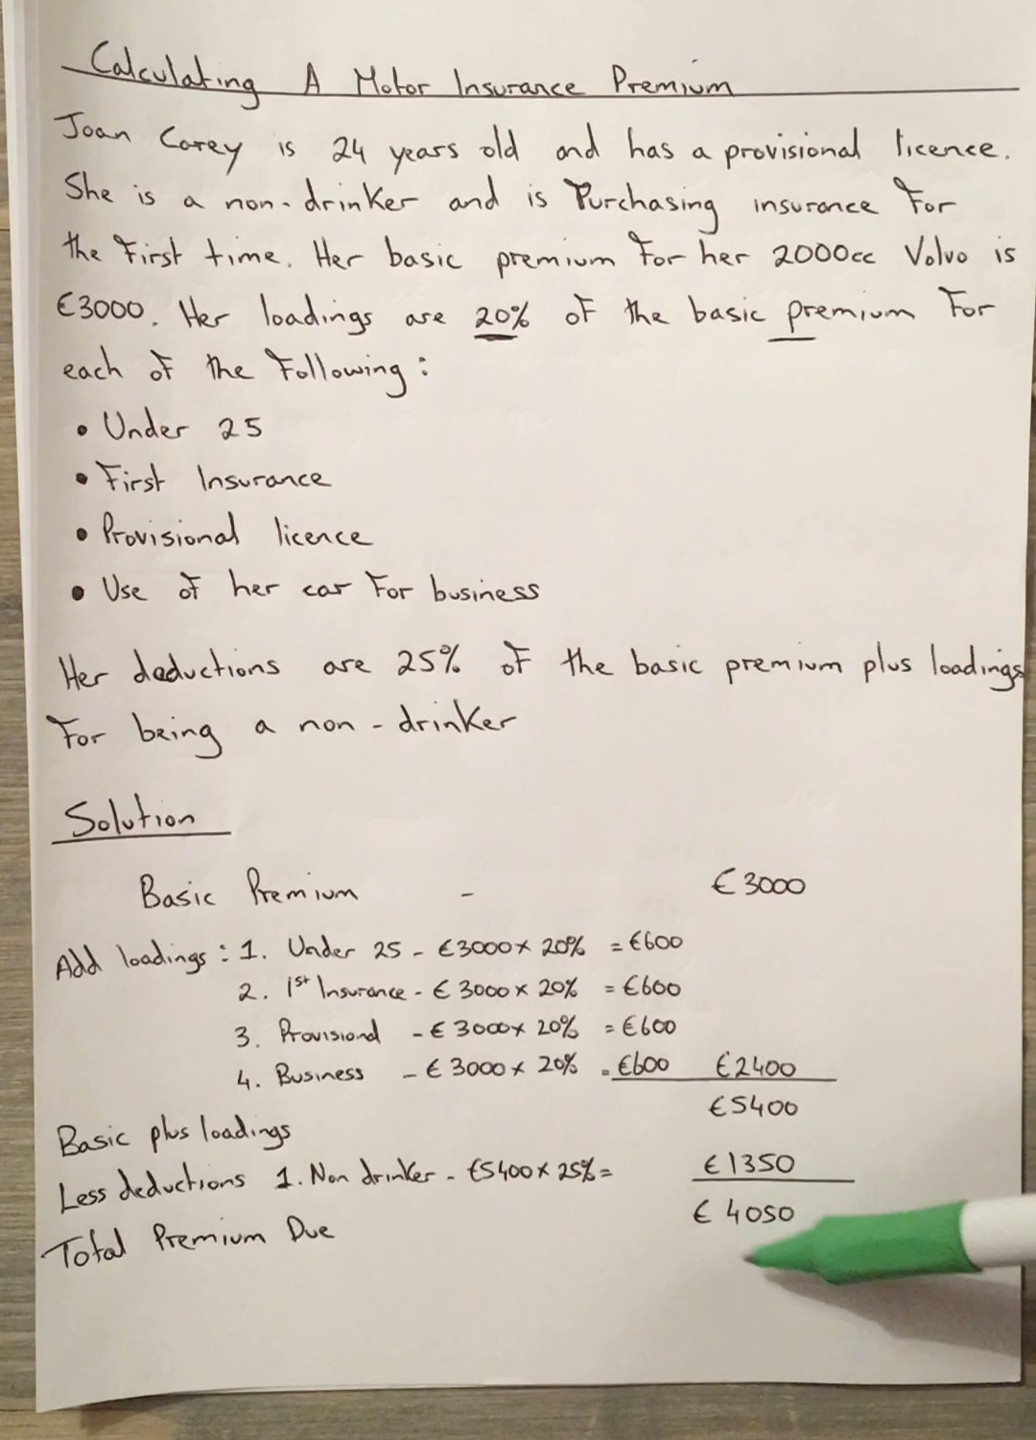 Calculating A Motor Insurance Premium
Joan Corey is 24 years old and has a provisional licence.
She is a non-drinker and is Purchasing insurance For
the First time. Her basic premium For her 2000cc Volvo is
€3000. Her loadings are 20% of the basic premium For
each of the Following:
• Under 25
• First Insurance
• Provisional licence
• Use of her car For business
Her deductions are 25% of the basic premium plus loadings
For being a non-drinker
Solution
Basic Premium - €3000
Add loadings: 1. Under 25 - €3000 x 20% = €600
2. 1st Insurance - €3000 x 20% = €600
3. Provisional - €3000 x 20% = €600
4. Business - €3000 x 20% = €600 €2400
€5400
Basic plus loadings
Less deductions 1. Non drinker - €5400 x 25% = €1350
€4050
Total Premium Due